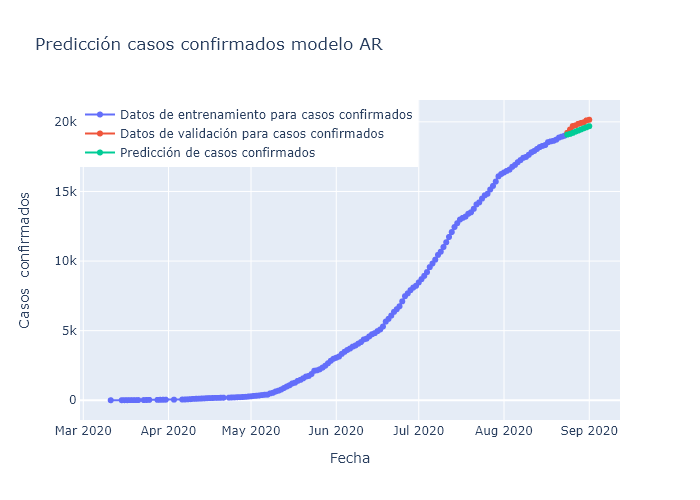 Predicción casos confirmados modelo AR
Datos de entrenamiento para casos confirmados
Datos de validación para casos confirmados
Predicción de casos confirmados
20k
15k
10k
5k
0
Casos  confirmados
Mar 2020 Apr 2020 May 2020 Jun 2020 Jul 2020 Aug 2020 Sep 2020
Fecha